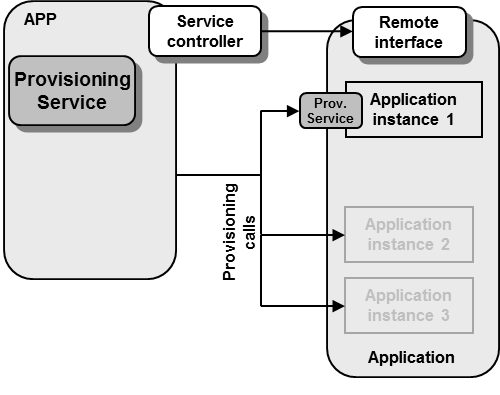 APP
Service
controller
Remote
interface
Provisioning
Service
Prov.
Service
Application
instance 1
Provisioning
calls
Application
instance 2
Application
instance 3
Application